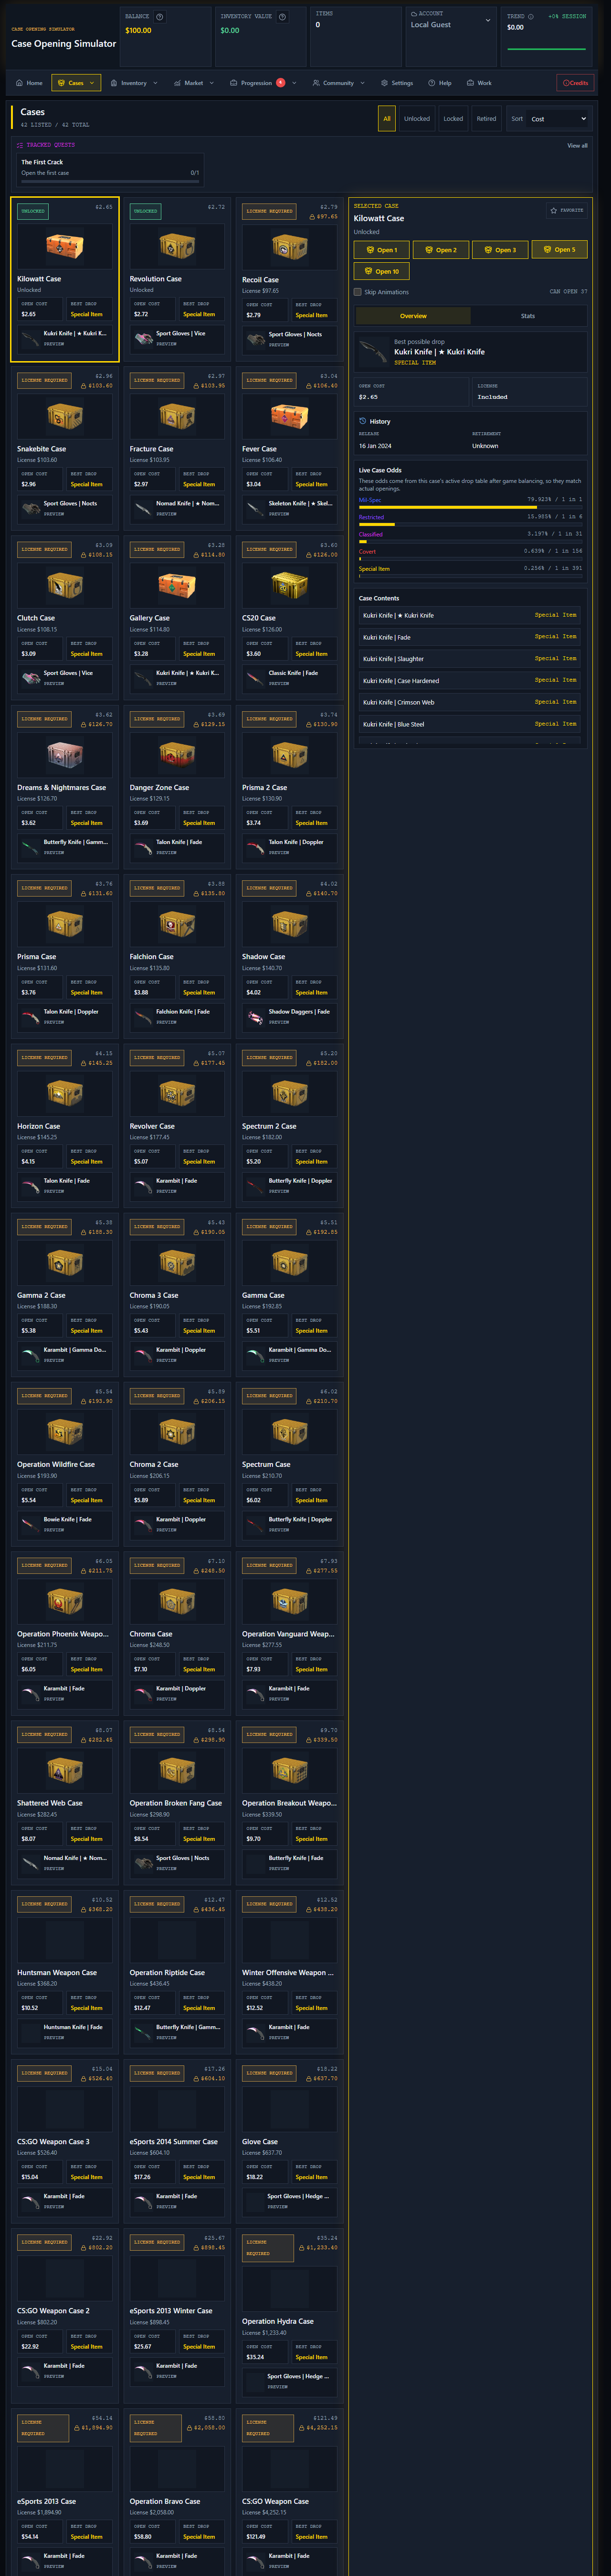 CASE OPENING SIMULATOR
Case Opening Simulator
BALANCE
$100.00
INVENTORY VALUE
$0.00
ITEMS
0
ACCOUNT
Local Guest
TREND +0% SESSION
$0.00
Home Cases Inventory Market Progression Community Settings Help Work Credits
Cases
42 LISTED / 42 TOTAL
All Unlocked Locked Retired Sort Cost
TRACKED QUESTS View all
The First Crack
Open the first case 0/1
UNLOCKED $2.65
Kilowatt Case
Unlocked
OPEN COST BEST DROP
$2.65 Special Item
Kukri Knife | ★ Kukri K...
PREVIEW
UNLOCKED $2.72
Revolution Case
Unlocked
OPEN COST BEST DROP
$2.72 Special Item
Sport Gloves | Vice
PREVIEW
LICENSE REQUIRED $2.79
$97.65
Recoil Case
License $97.65
OPEN COST BEST DROP
$2.79 Special Item
Sport Gloves | Nocts
PREVIEW
LICENSE REQUIRED $2.96
$103.60
Snakebite Case
License $103.60
OPEN COST BEST DROP
$2.96 Special Item
Sport Gloves | Nocts
PREVIEW
LICENSE REQUIRED $2.97
$103.95
Fracture Case
License $103.95
OPEN COST BEST DROP
$2.97 Special Item
Nomad Knife | ★ Nom...
PREVIEW
LICENSE REQUIRED $3.04
$106.40
Fever Case
License $106.40
OPEN COST BEST DROP
$3.04 Special Item
Skeleton Knife | ★ Skel...
PREVIEW
LICENSE REQUIRED $3.09
$108.15
Clutch Case
License $108.15
OPEN COST BEST DROP
$3.09 Special Item
Sport Gloves | Vice
PREVIEW
LICENSE REQUIRED $3.28
$114.80
Gallery Case
License $114.80
OPEN COST BEST DROP
$3.28 Special Item
Kukri Knife | ★ Kukri K...
PREVIEW
LICENSE REQUIRED $3.60
$126.00
CS20 Case
License $126.00
OPEN COST BEST DROP
$3.60 Special Item
Classic Knife | Fade
PREVIEW
LICENSE REQUIRED $3.62
$126.70
Dreams & Nightmares Case
License $126.70
OPEN COST BEST DROP
$3.62 Special Item
Butterfly Knife | Gamm...
PREVIEW
LICENSE REQUIRED $3.69
$129.15
Danger Zone Case
License $129.15
OPEN COST BEST DROP
$3.69 Special Item
Talon Knife | Fade
PREVIEW
LICENSE REQUIRED $3.74
$130.90
Prisma 2 Case
License $130.90
OPEN COST BEST DROP
$3.74 Special Item
Talon Knife | Doppler
PREVIEW
LICENSE REQUIRED $3.76
$131.60
Prisma Case
License $131.60
OPEN COST BEST DROP
$3.76 Special Item
Talon Knife | Doppler
PREVIEW
LICENSE REQUIRED $3.88
$135.80
Falchion Case
License $135.80
OPEN COST BEST DROP
$3.88 Special Item
Falchion Knife | Fade
PREVIEW
LICENSE REQUIRED $4.02
$140.70
Shadow Case
License $140.70
OPEN COST BEST DROP
$4.02 Special Item
Shadow Daggers | Fade
PREVIEW
LICENSE REQUIRED $4.15
$145.25
Horizon Case
License $145.25
OPEN COST BEST DROP
$4.15 Special Item
Talon Knife | Fade
PREVIEW
LICENSE REQUIRED $5.07
$177.45
Revolver Case
License $177.45
OPEN COST BEST DROP
$5.07 Special Item
Karambit | Fade
PREVIEW
LICENSE REQUIRED $5.20
$182.00
Spectrum 2 Case
License $182.00
OPEN COST BEST DROP
$5.20 Special Item
Butterfly Knife | Doppler
PREVIEW
LICENSE REQUIRED $5.38
$188.30
Gamma 2 Case
License $188.30
OPEN COST BEST DROP
$5.38 Special Item
Karambit | Gamma Do...
PREVIEW
LICENSE REQUIRED $5.43
$190.05
Chroma 3 Case
License $190.05
OPEN COST BEST DROP
$5.43 Special Item
Karambit | Doppler
PREVIEW
LICENSE REQUIRED $5.51
$192.85
Gamma Case
License $192.85
OPEN COST BEST DROP
$5.51 Special Item
Karambit | Gamma Do...
PREVIEW
LICENSE REQUIRED $5.54
$193.90
Operation Wildfire Case
License $193.90
OPEN COST BEST DROP
$5.54 Special Item
Bowie Knife | Fade
PREVIEW
LICENSE REQUIRED $5.89
$206.15
Chroma 2 Case
License $206.15
OPEN COST BEST DROP
$5.89 Special Item
Karambit | Doppler
PREVIEW
LICENSE REQUIRED $6.02
$210.70
Spectrum Case
License $210.70
OPEN COST BEST DROP
$6.02 Special Item
Butterfly Knife | Doppler
PREVIEW
LICENSE REQUIRED $6.05
$211.75
Operation Phoenix Weapo...
License $211.75
OPEN COST BEST DROP
$6.05 Special Item
Karambit | Fade
PREVIEW
LICENSE REQUIRED $7.10
$248.50
Chroma Case
License $248.50
OPEN COST BEST DROP
$7.10 Special Item
Karambit | Doppler
PREVIEW
LICENSE REQUIRED $7.93
$277.55
Operation Vanguard Weap...
License $277.55
OPEN COST BEST DROP
$7.93 Special Item
Karambit | Fade
PREVIEW
LICENSE REQUIRED $8.07
$282.45
Shattered Web Case
License $282.45
OPEN COST BEST DROP
$8.07 Special Item
Nomad Knife | ★ Nom...
PREVIEW
LICENSE REQUIRED $8.54
$298.90
Operation Broken Fang Case
License $298.90
OPEN COST BEST DROP
$8.54 Special Item
Sport Gloves | Nocts
PREVIEW
LICENSE REQUIRED $9.70
$339.50
Operation Breakout Weapo...
License $339.50
OPEN COST BEST DROP
$9.70 Special Item
Butterfly Knife | Fade
PREVIEW
LICENSE REQUIRED $10.52
$368.20
Huntsman Weapon Case
License $368.20
OPEN COST BEST DROP
$10.52 Special Item
Huntsman Knife | Fade
PREVIEW
LICENSE REQUIRED $12.47
$436.45
Operation Riptide Case
License $436.45
OPEN COST BEST DROP
$12.47 Special Item
Butterfly Knife | Gamm...
PREVIEW
LICENSE REQUIRED $12.52
$438.20
Winter Offensive Weapon ...
License $438.20
OPEN COST BEST DROP
$12.52 Special Item
Karambit | Fade
PREVIEW
LICENSE REQUIRED $15.04
$526.40
CS:GO Weapon Case 3
License $526.40
OPEN COST BEST DROP
$15.04 Special Item
Karambit | Fade
PREVIEW
LICENSE REQUIRED $17.26
$604.10
eSports 2014 Summer Case
License $604.10
OPEN COST BEST DROP
$17.26 Special Item
Karambit | Fade
PREVIEW
LICENSE REQUIRED $18.22
$637.70
Glove Case
License $637.70
OPEN COST BEST DROP
$18.22 Special Item
Sport Gloves | Hedge ...
PREVIEW
LICENSE REQUIRED $22.92
$802.20
CS:GO Weapon Case 2
License $802.20
OPEN COST BEST DROP
$22.92 Special Item
Karambit | Fade
PREVIEW
LICENSE REQUIRED $25.67
$898.45
eSports 2013 Winter Case
License $898.45
OPEN COST BEST DROP
$25.67 Special Item
Karambit | Fade
PREVIEW
LICENSE REQUIRED $35.24
$1,233.40
Operation Hydra Case
License $1,233.40
OPEN COST BEST DROP
$35.24 Special Item
Sport Gloves | Hedge ...
PREVIEW
LICENSE REQUIRED $54.14
$1,894.90
eSports 2013 Case
License $1,894.90
OPEN COST BEST DROP
$54.14 Special Item
Karambit | Fade
PREVIEW
LICENSE REQUIRED $58.80
$2,058.00
Operation Bravo Case
License $2,058.00
OPEN COST BEST DROP
$58.80 Special Item
Karambit | Fade
PREVIEW
LICENSE REQUIRED $121.49
$4,252.15
CS:GO Weapon Case
License $4,252.15
OPEN COST BEST DROP
$121.49 Special Item
Karambit | Fade
PREVIEW
SELECTED CASE
Kilowatt Case
FAVORITE
Unlocked
Open 1 Open 2 Open 3 Open 5
Open 10
Skip Animations CAN OPEN 37
Overview Stats
Best possible drop
Kukri Knife | ★ Kukri Knife
SPECIAL ITEM
OPEN COST LICENSE
$2.65 Included
History
RELEASE RETIREMENT
16 Jan 2024 Unknown
Live Case Odds
These odds come from this case's active drop table after game balancing, so they match
actual openings.
Mil-Spec 79.923% / 1 in 1
Restricted 15.985% / 1 in 6
Classified 3.197% / 1 in 31
Covert 0.639% / 1 in 156
Special Item 0.256% / 1 in 391
Case Contents
Kukri Knife | ★ Kukri Knife Special Item
Kukri Knife | Fade Special Item
Kukri Knife | Slaughter Special Item
Kukri Knife | Case Hardened Special Item
Kukri Knife | Crimson Web Special Item
Kukri Knife | Blue Steel Special Item